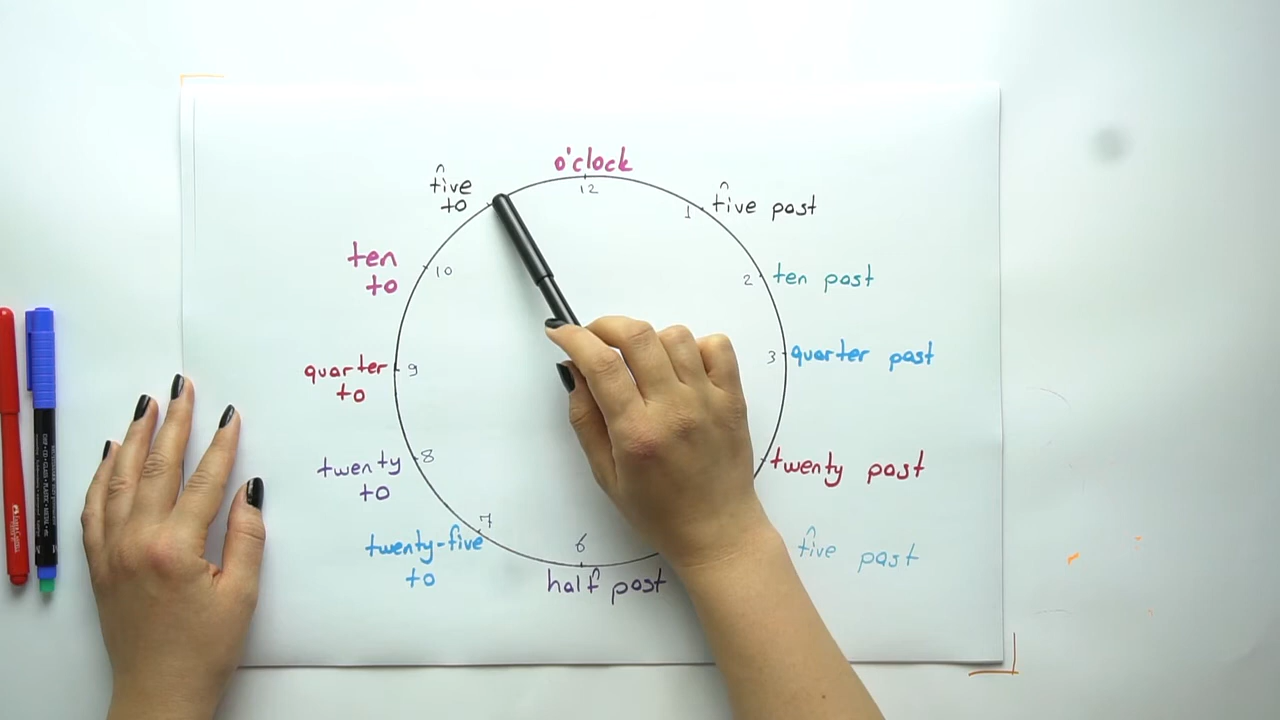 o'clock
12
five
to
1
five past
ten
to
10
2
ten past
quarter
to
9
3
quarter past
twenty
to
8
twenty past
7
twenty-five
to
6
half past
five past